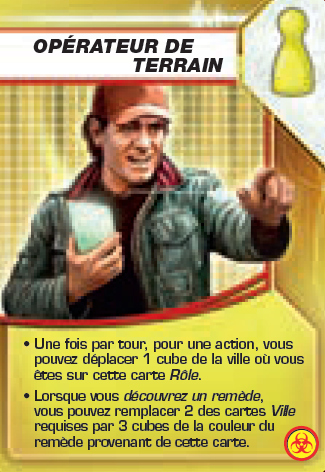 OPÉRATEUR DE
TERRAIN
• Une fois par tour, pour une action, vous
pouvez déplacer 1 cube de la ville où vous
êtes sur cette carte Rôle.
• Lorsque vous découvrez un remède,
vous pouvez remplacer 2 des cartes Ville
requises par 3 cubes de la couleur du
remède provenant de cette carte.